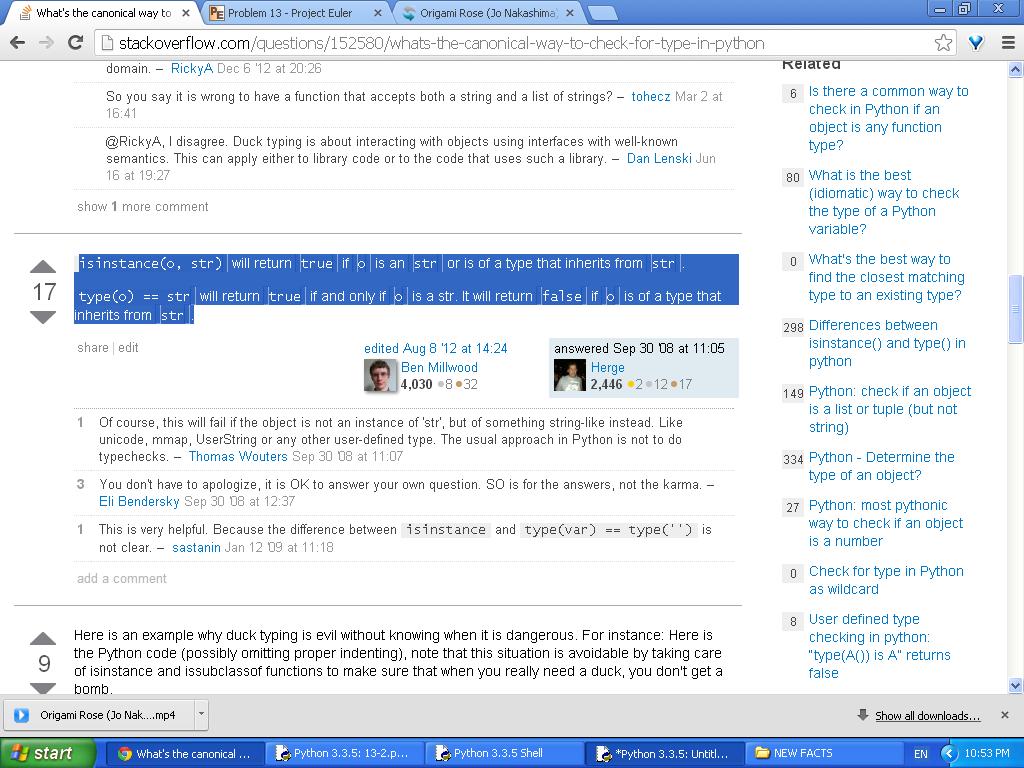 What's the canonical way to
Problem 13 - Project Euler
Origami Rose (Jo Nakashima
stackoverflow.com/questions/152580/whats-the-canonical-way-to-check-for-type-in-python
domain. – RickyA Dec 6 '12 at 20:26
So you say it is wrong to have a function that accepts both a string and a list of strings? – tohecz Mar 2 at
16:41
@RickyA, I disagree. Duck typing is about interacting with objects using interfaces with well-known
semantics. This can apply either to library code or to the code that uses such a library. – Dan Lenski Jun
16 at 19:27
show 1 more comment
17
isinstance(o, str) will return true if o is an str or is of a type that inherits from str.
type(o) == str will return true if and only if o is a str. It will return false if o is of a type that
inherits from str.
share | edit
edited Aug 8 '12 at 14:24
Ben Millwood
4,030 8 32
answered Sep 30 '08 at 11:05
Herge
2,446 2 12 17
1 Of course, this will fail if the object is not an instance of 'str', but of something string-like instead. Like
unicode, mmap, UserString or any other user-defined type. The usual approach in Python is not to do
typechecks. – Thomas Wouters Sep 30 '08 at 11:07
3 You don't have to apologize, it is OK to answer your own question. SO is for the answers, not the karma. –
Eli Bendersky Sep 30 '08 at 12:37
1 This is very helpful. Because the difference between isinstance and type(var) == type('') is
not clear. – sastanin Jan 12 '09 at 11:18
add a comment
9
Here is an example why duck typing is evil without knowing when it is dangerous. For instance: Here is
the Python code (possibly omitting proper indenting), note that this situation is avoidable by taking care
of isinstance and issubclassof functions to make sure that when you really need a duck, you don't get a
bomb.
Related
6 Is there a common way to
check in Python if an
object is any function
type?
80 What is the best
(idiomatic) way to check
the type of a Python
variable?
0 What's the best way to
find the closest matching
type to an existing type?
298 Differences between
isinstance() and type() in
python
149 Python: check if an object
is a list or tuple (but not
string)
334 Python - Determine the
type of an object?
27 Python: most pythonic
way to check if an object
is a number
0 Check for type in Python
as wildcard
8 User defined type
checking in python:
"type(A()) is A" returns
false
Origami Rose (Jo Nak....mp4
Show all downloads...
start
What's the canonical ...
Python 3.3.5: 13-2.p...
Python 3.3.5 Shell
*Python 3.3.5: Untitl...
NEW FACTS
EN
10:53 PM